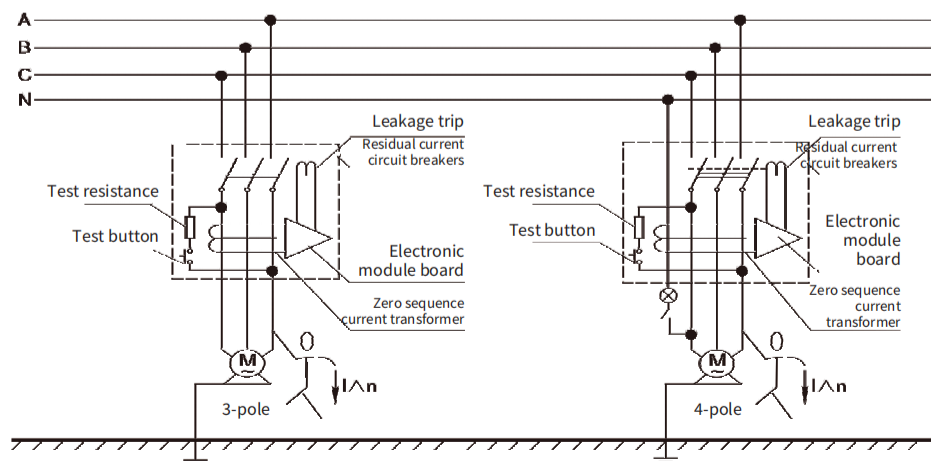 A
B
C
N
Leakage trip
Residual current
circuit breakers
Test resistance
Test button
Electronic
module board
Zero sequence
current transformer
M
~
I△n
3-pole
Leakage trip
Residual current
circuit breakers
Test resistance
Test button
Electronic
module
board
Zero sequence
current
transformer
M
~
I△n
4-pole